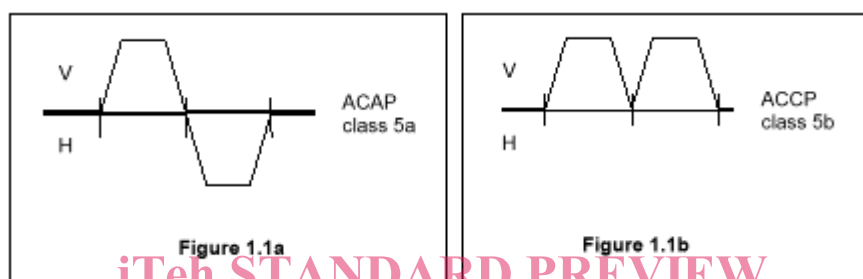 V
H
ACAP
class 5a
Figure 1.1a
V
H
ACCP
class 5b
Figure 1.1b
iTeh STANDARD PREVIEW